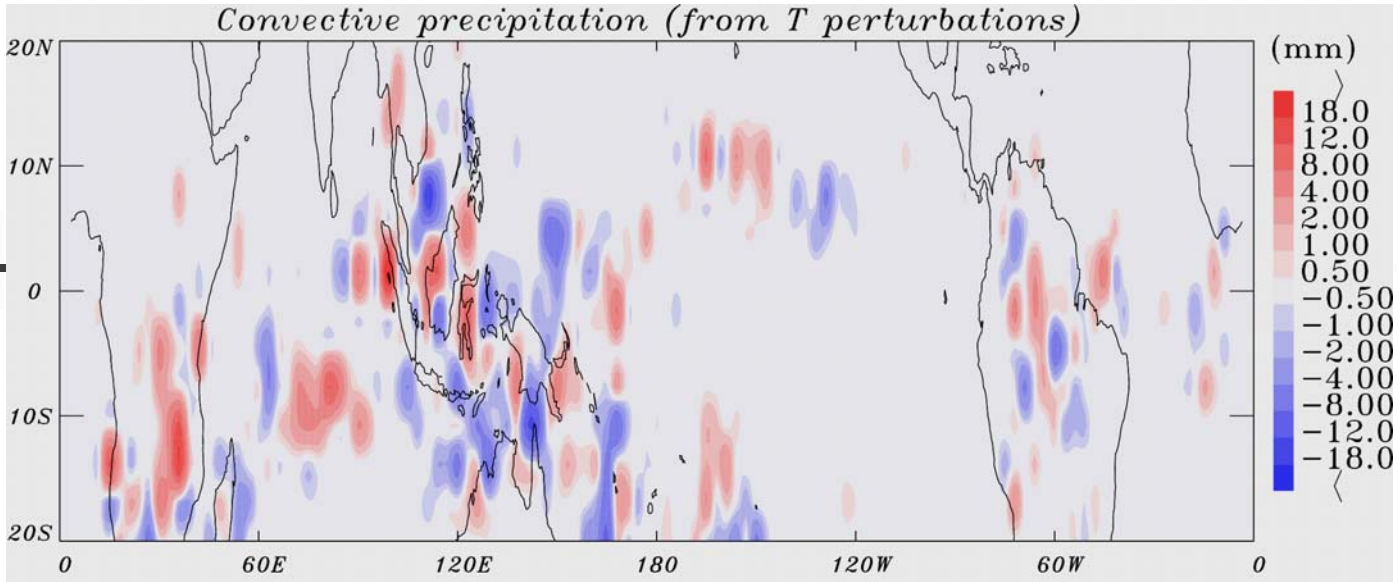 Convective precipitation (from T perturbations)
20N
10N
0
10S
20S
0 60E 120E 180 120W 60W 0
(mm)
18.0
12.0
8.00
4.00
2.00
1.00
0.50
−0.50
−1.00
−2.00
−4.00
−8.00
−12.0
−18.0